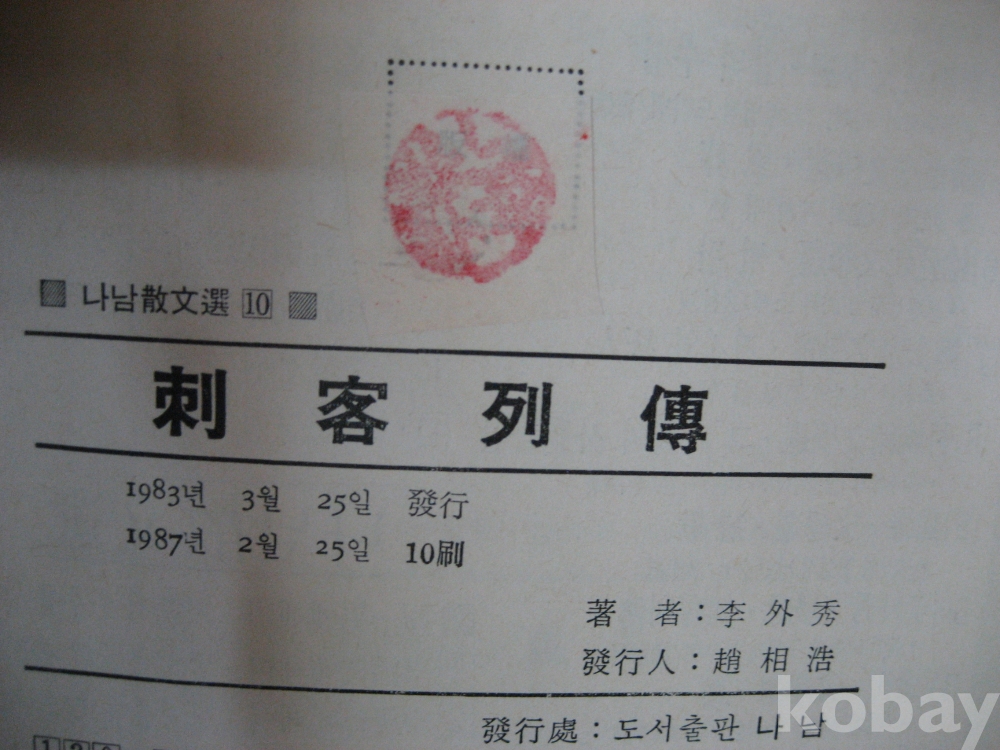 나남散文選 10
刺客列傳
1983년 3월 25일 發行
1987년 2월 25일 10刷
著 者 : 李外秀
發行人 : 趙相浩
發行處 : 도서출판 나남
kobay